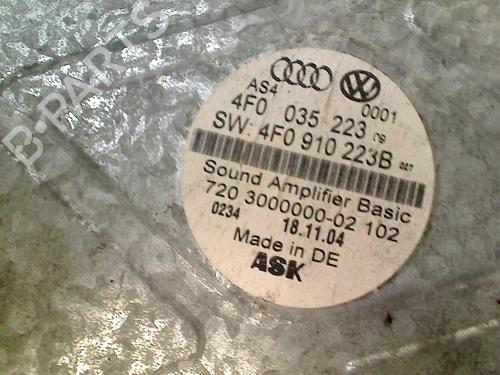 AS4 0001
4F0 035 223
SW: 4F0 910 223B 027
Sound Amplifier Basic
720 3000000-02 102
0234 18.11.04
Made in DE
ASK
B-PARTS